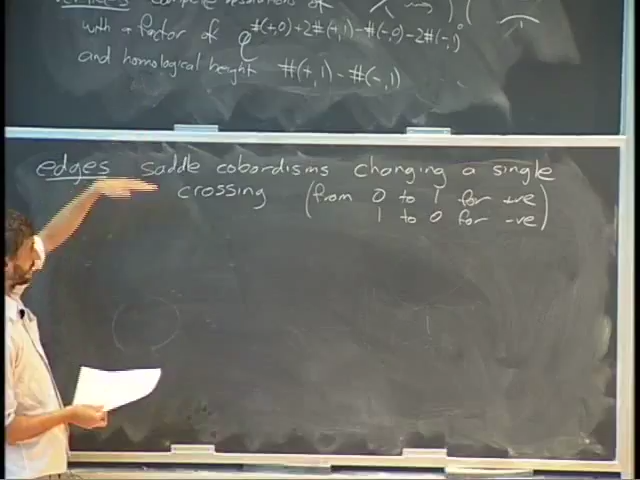 vertices complete resolutions of
with a factor of q^{#(+,0)+2#(+,1)-#(-,0)-2#(-,1)}
and homological height #(+,1) - #(-,1)
edges saddle cobordisms changing a single
crossing (from 0 to 1 for +ve
1 to 0 for -ve)